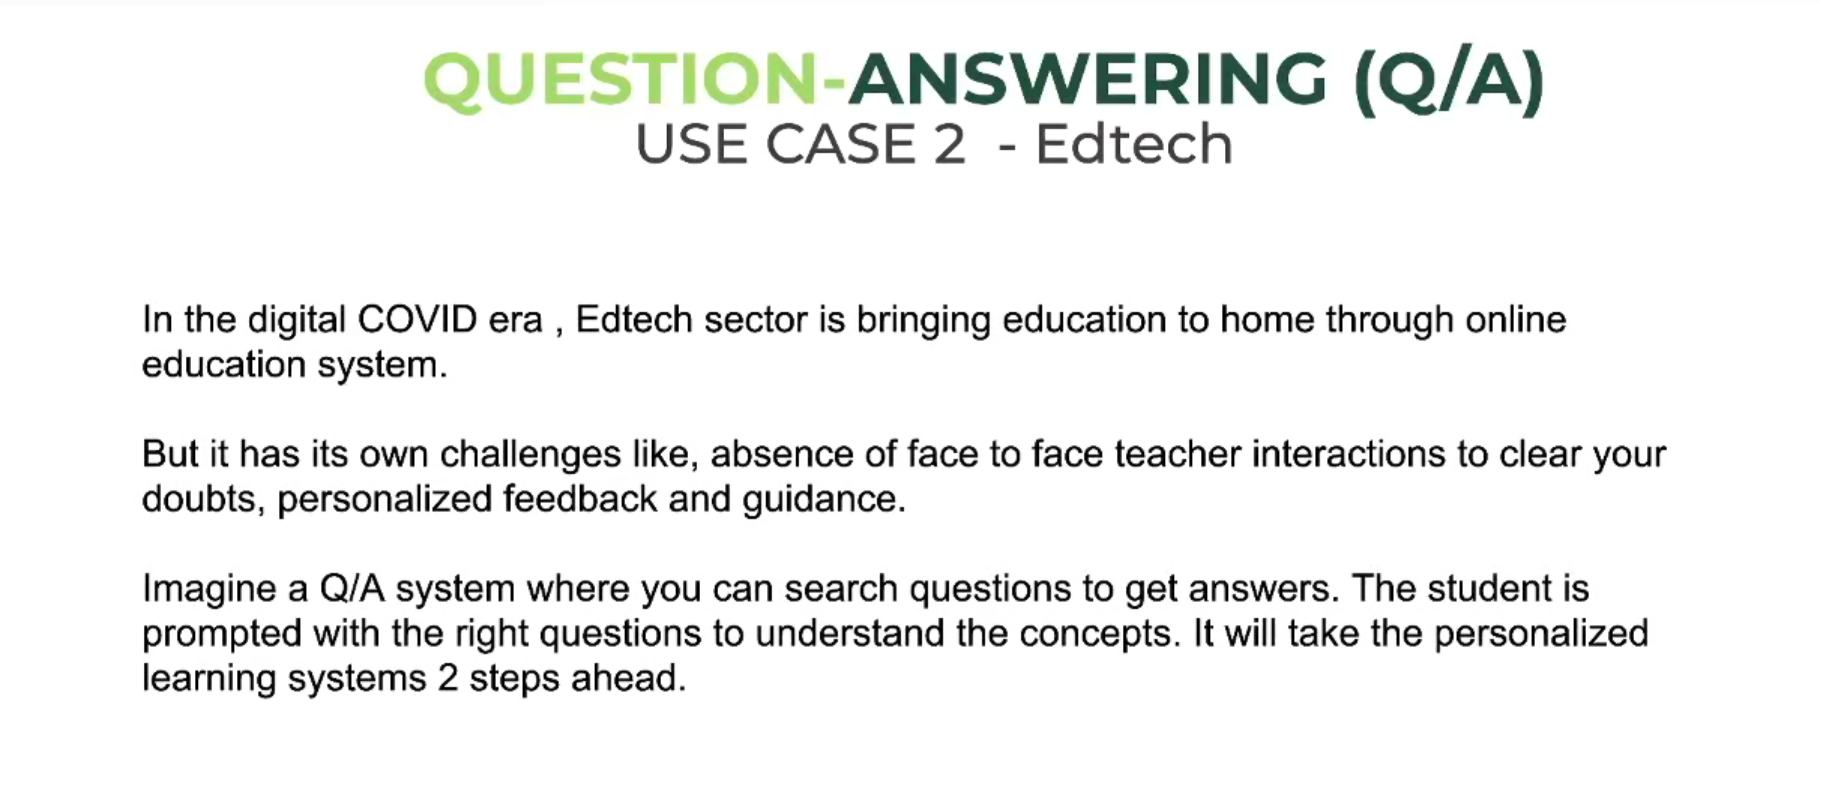 QUESTION-ANSWERING (Q/A)
USE CASE 2 - Edtech
In the digital COVID era , Edtech sector is bringing education to home through online
education system.
But it has its own challenges like, absence of face to face teacher interactions to clear your
doubts, personalized feedback and guidance.
Imagine a Q/A system where you can search questions to get answers. The student is
prompted with the right questions to understand the concepts. It will take the personalized
learning systems 2 steps ahead.